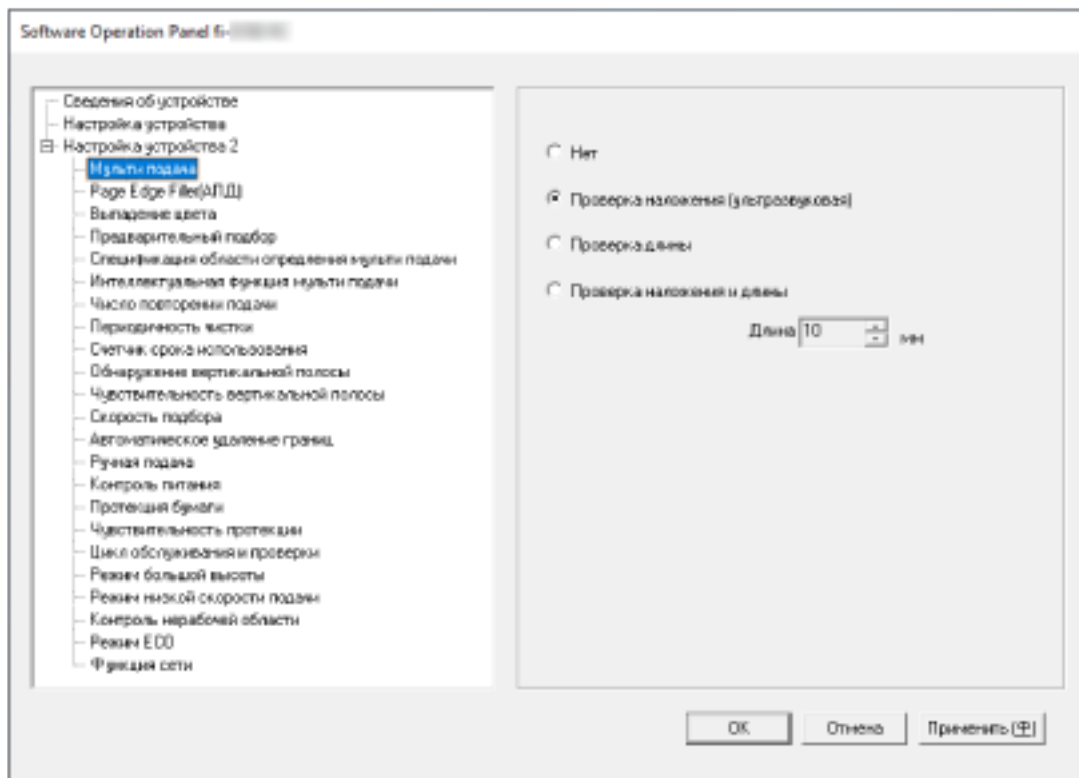 Software Operation Panel fi-
Сведения об устройстве
Настройка устройства
Настройка устройства 2
Мульти подача
Page Edge Filler(АПД)
Выпадение цвета
Предварительный подбор
Спецификация области опредления мульти подачи
Интеллектуальная функция мульти подачи
Число повторении подачи
Периодичность чистки
Счетчик срока использования
Обнаружение вертикальной полосы
Чувствительность вертикальной полосы
Скорость подбора
Автоматическое удаление границ
Ручная подача
Контроль питания
Протекция бумаги
Чувствительность протекции
Цикл обслуживания и проверки
Режим большой высоты
Режим низкой скорости подачи
Контроль нерабочей области
Режим ECO
Функция сети
Нет
Проверка наложения (ультразвуковая)
Проверка длины
Проверка наложения и длины
Длина 10 мм
OK Отмена Применить (Ф)